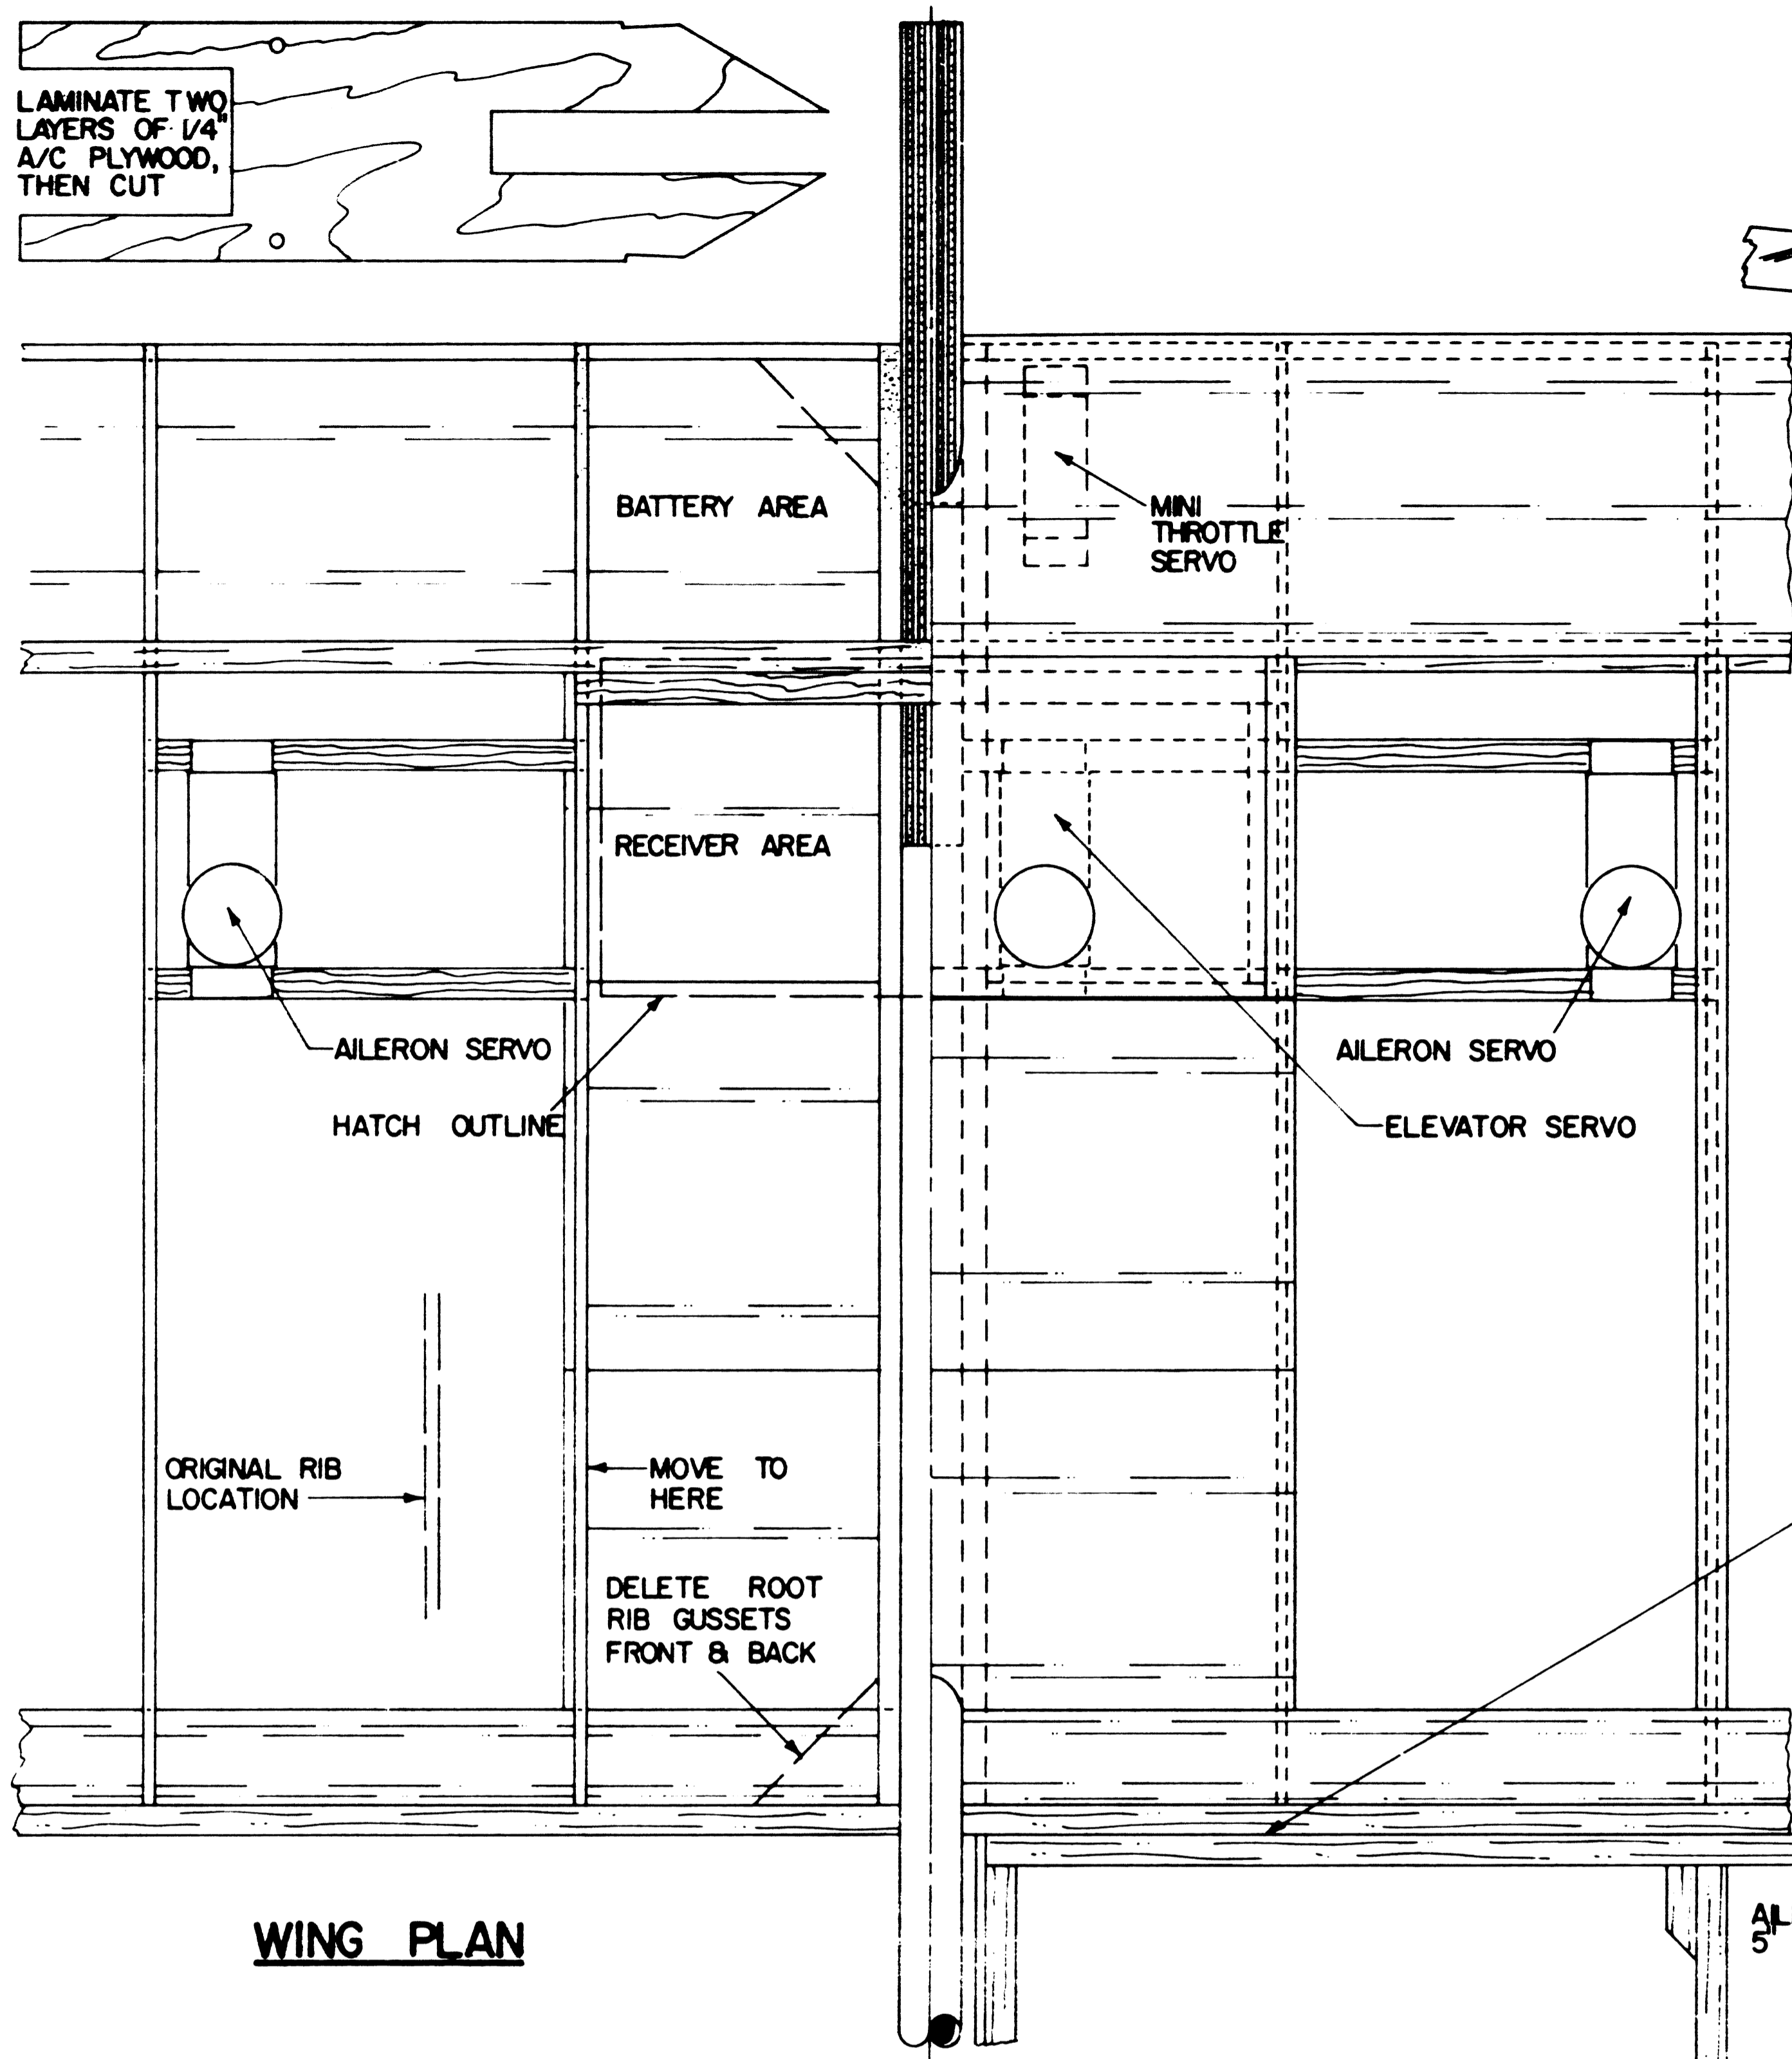 LAMINATE TWO
LAYERS OF 1/4"
A/C PLYWOOD,
THEN CUT
BATTERY AREA
MINI
THROTTLE
SERVO
RECEIVER AREA
AILERON SERVO
AILERON SERVO
HATCH OUTLINE
ELEVATOR SERVO
ORIGINAL RIB
LOCATION
MOVE TO
HERE
DELETE ROOT
RIB GUSSETS
FRONT & BACK
WING PLAN
AIL
5